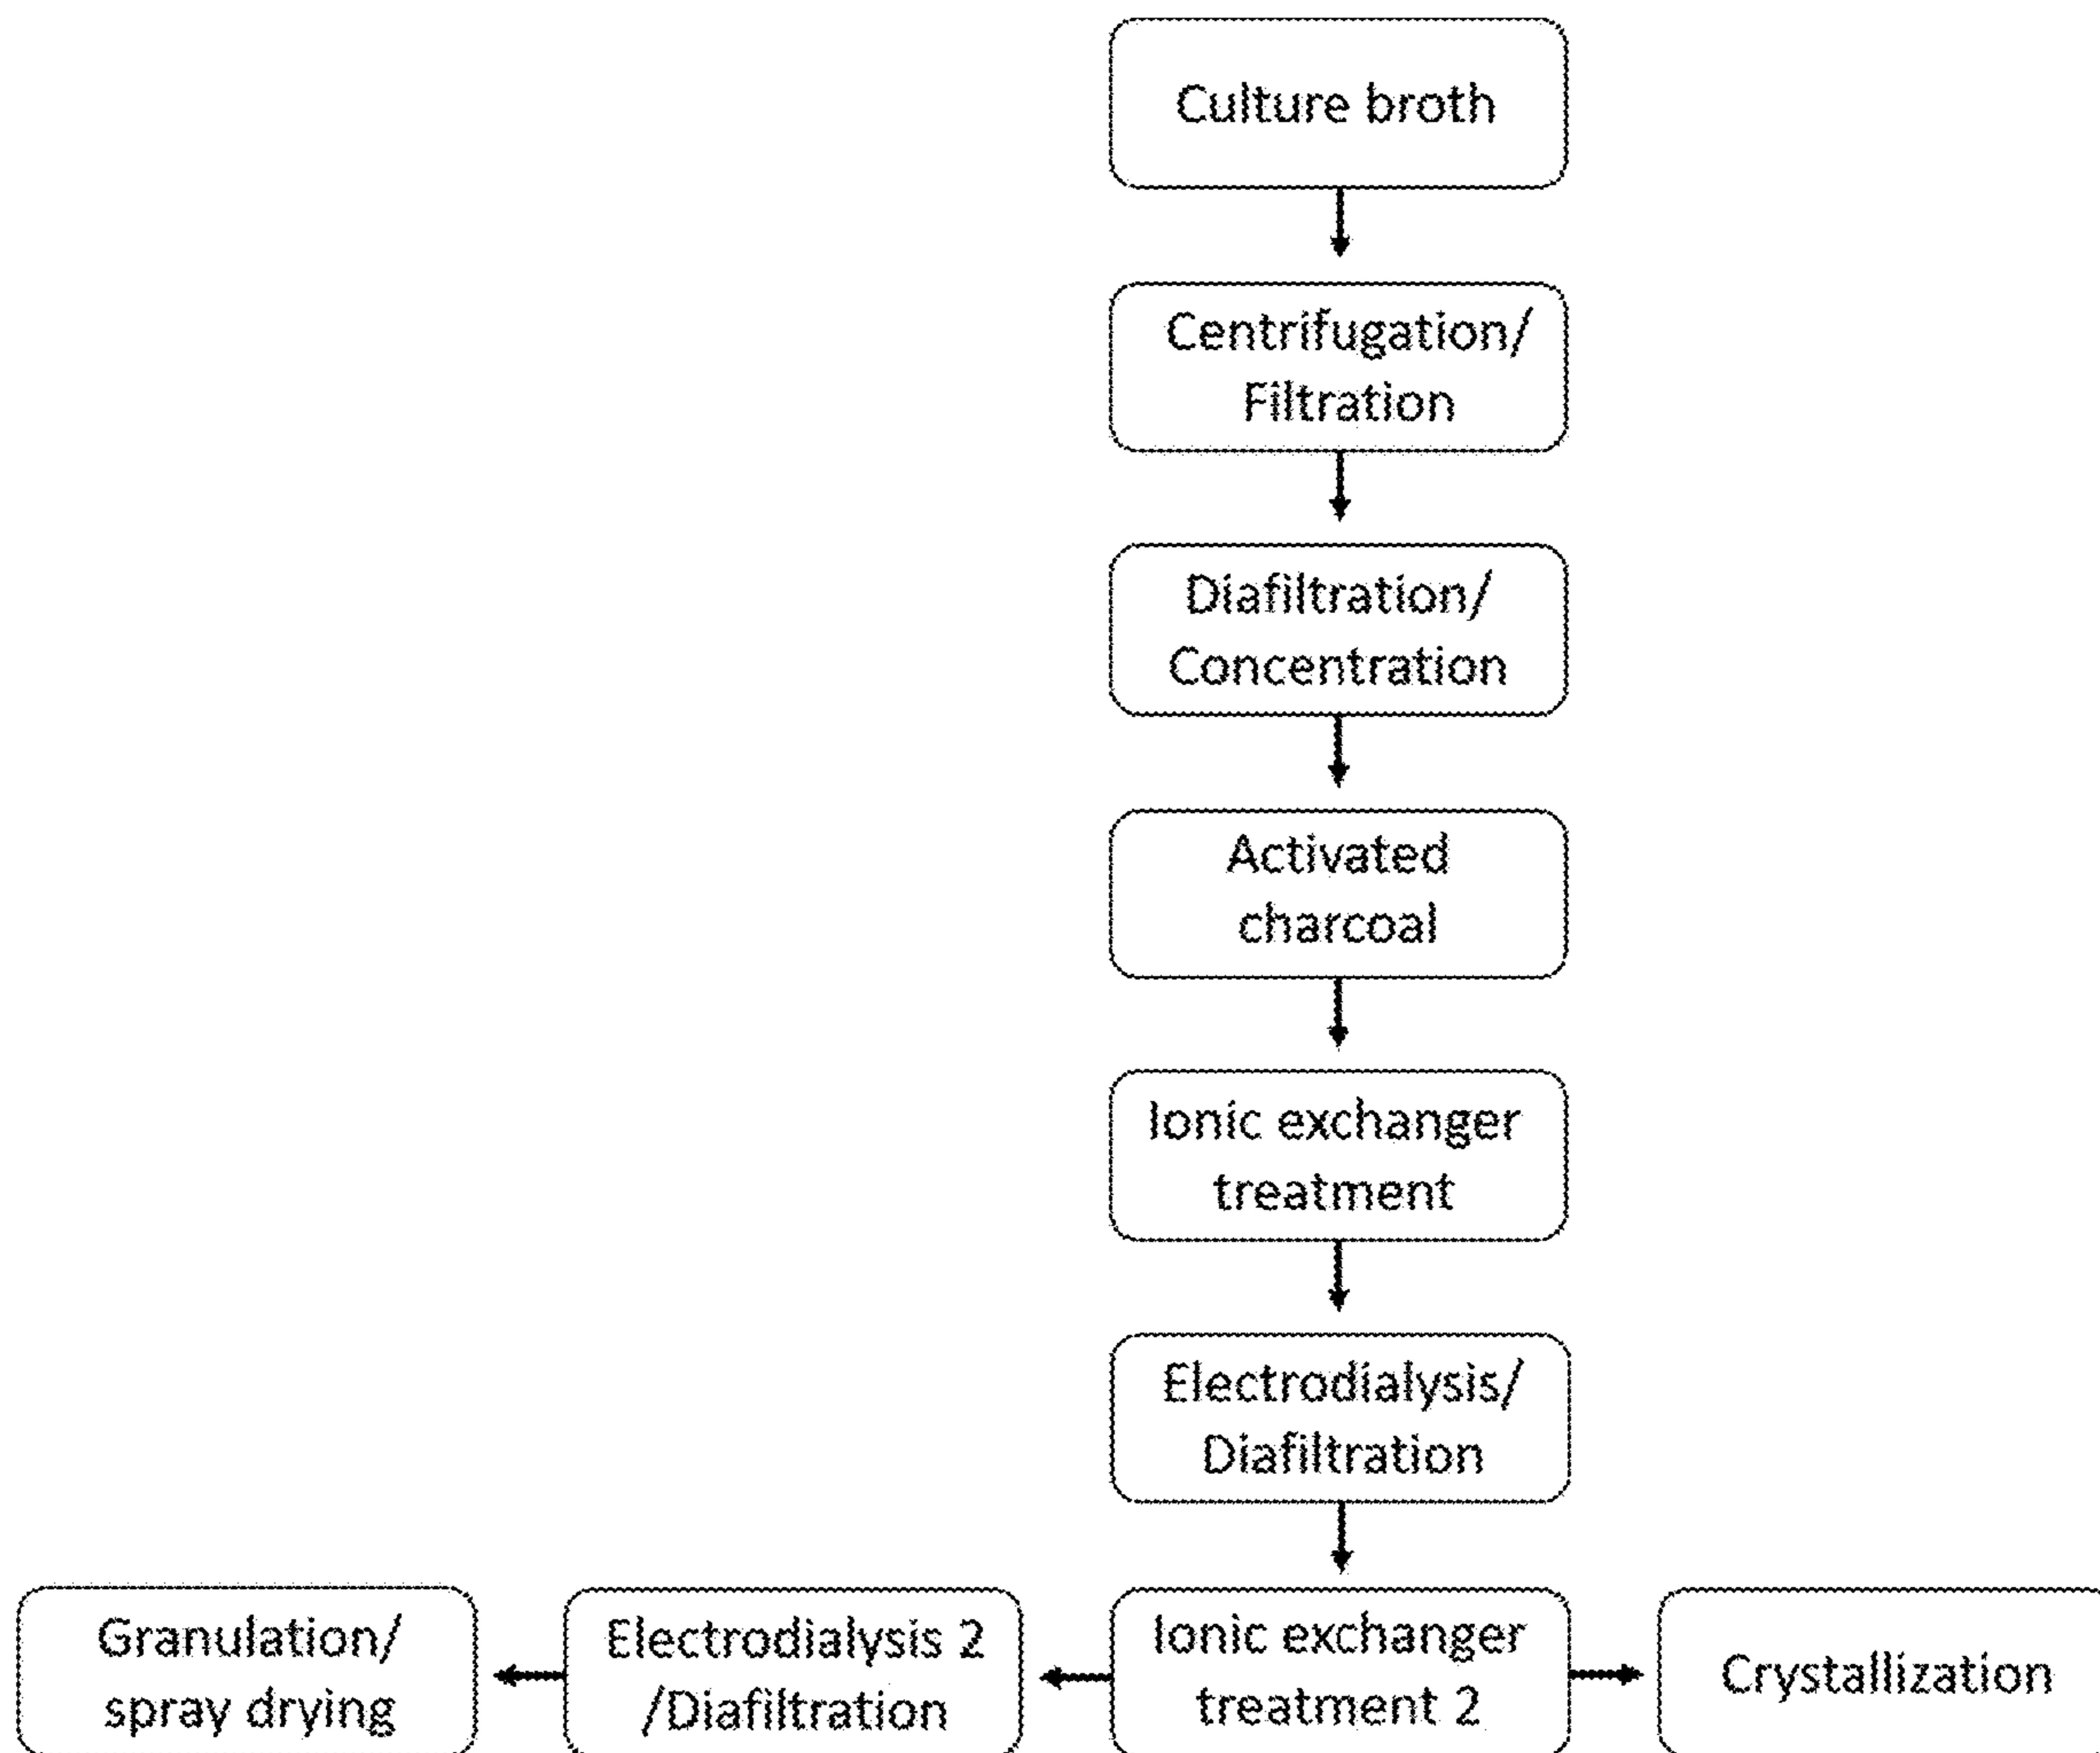 Culture broth
Centrifugation/
Filtration
Diafiltration/
Concentration
Activated
charcoal
Ionic exchanger
treatment
Electrodialysis/
Diafiltration
Granulation/
spray drying
Electrodialysis 2
/Diafiltration
Ionic exchanger
treatment 2
Crystallization